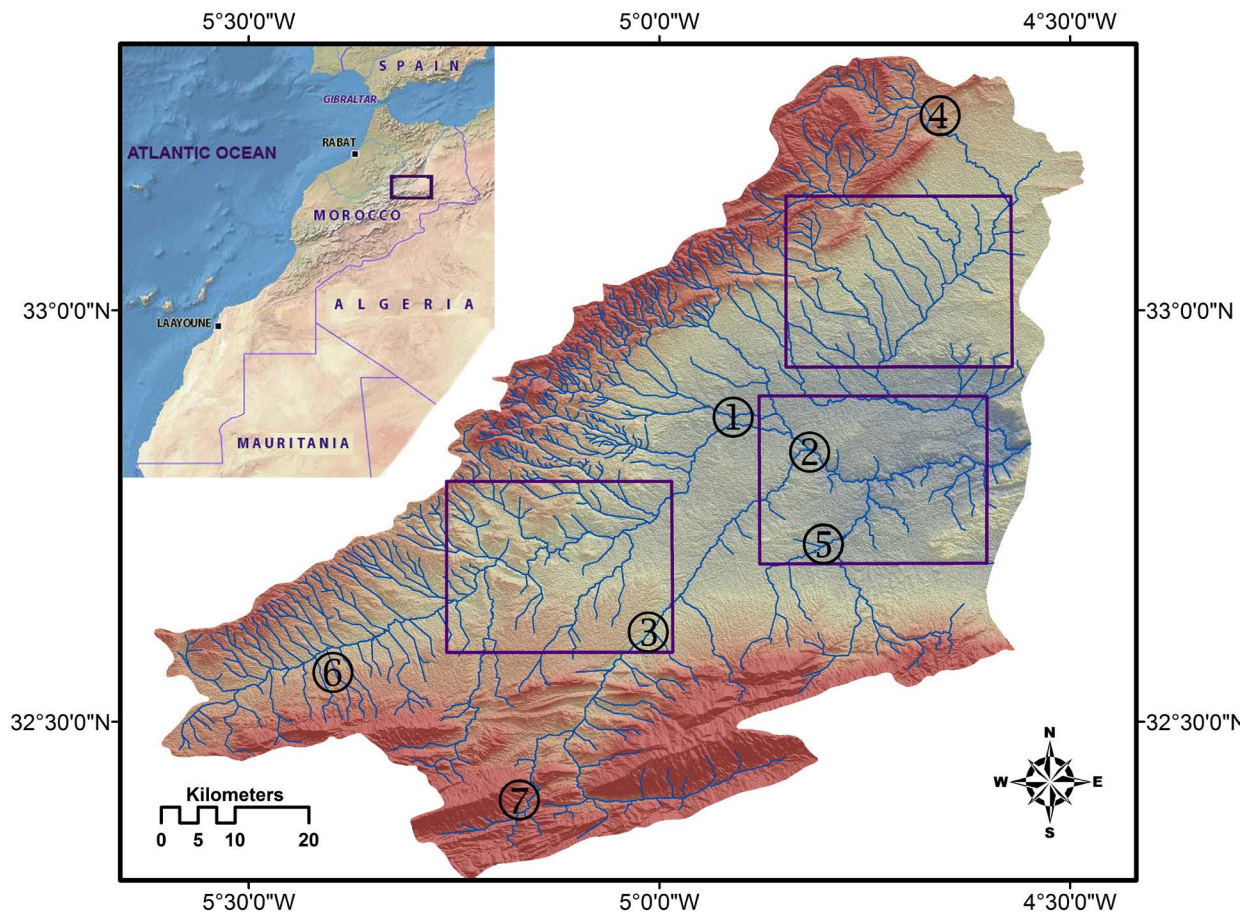 5°30'0"W 5°0'0"W 4°30'0"W
SPAIN
GIBRALTAR
RABAT
ATLANTIC OCEAN
MOROCCO
ALGERIA
LAAYOUNE
MAURITANIA
④
33°0'0"N 33°0'0"N
①
②
⑤
③
⑥
32°30'0"N 32°30'0"N
⑦
N
W E
S
Kilometers
0 5 10 20
5°30'0"W 5°0'0"W 4°30'0"W